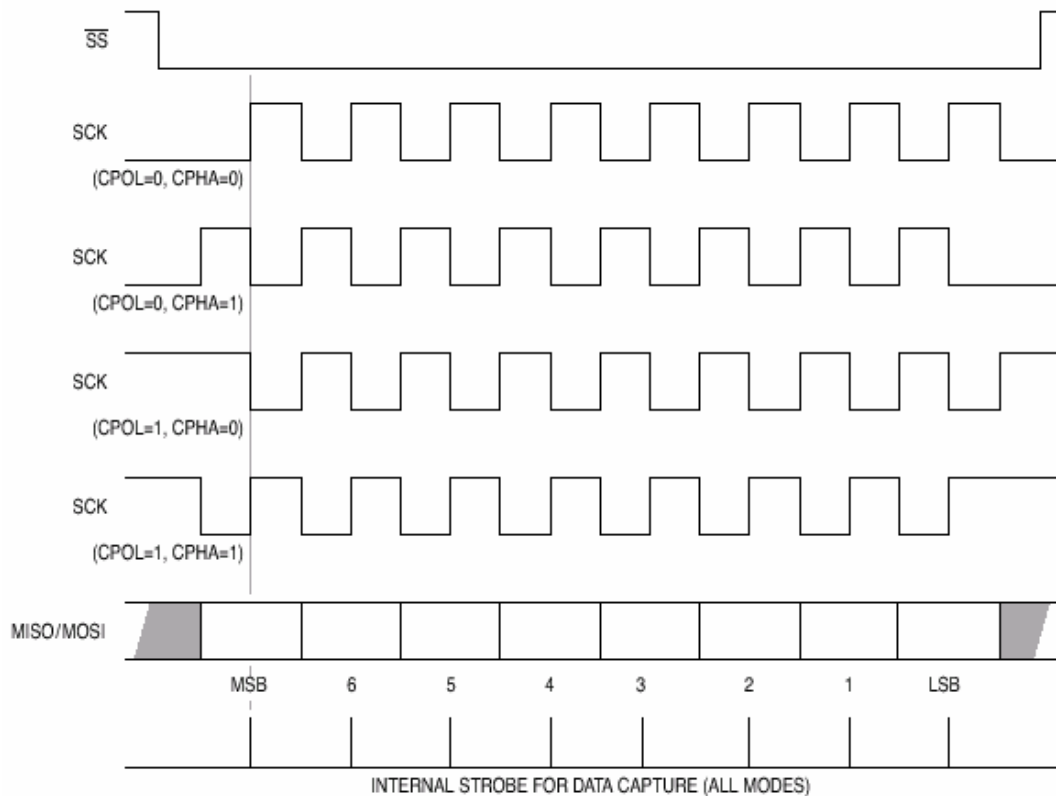 SS
SCK
(CPOL=0, CPHA=0)
SCK
(CPOL=0, CPHA=1)
SCK
(CPOL=1, CPHA=0)
SCK
(CPOL=1, CPHA=1)
MISO/MOSI
MSB 6 5 4 3 2 1 LSB
INTERNAL STROBE FOR DATA CAPTURE (ALL MODES)